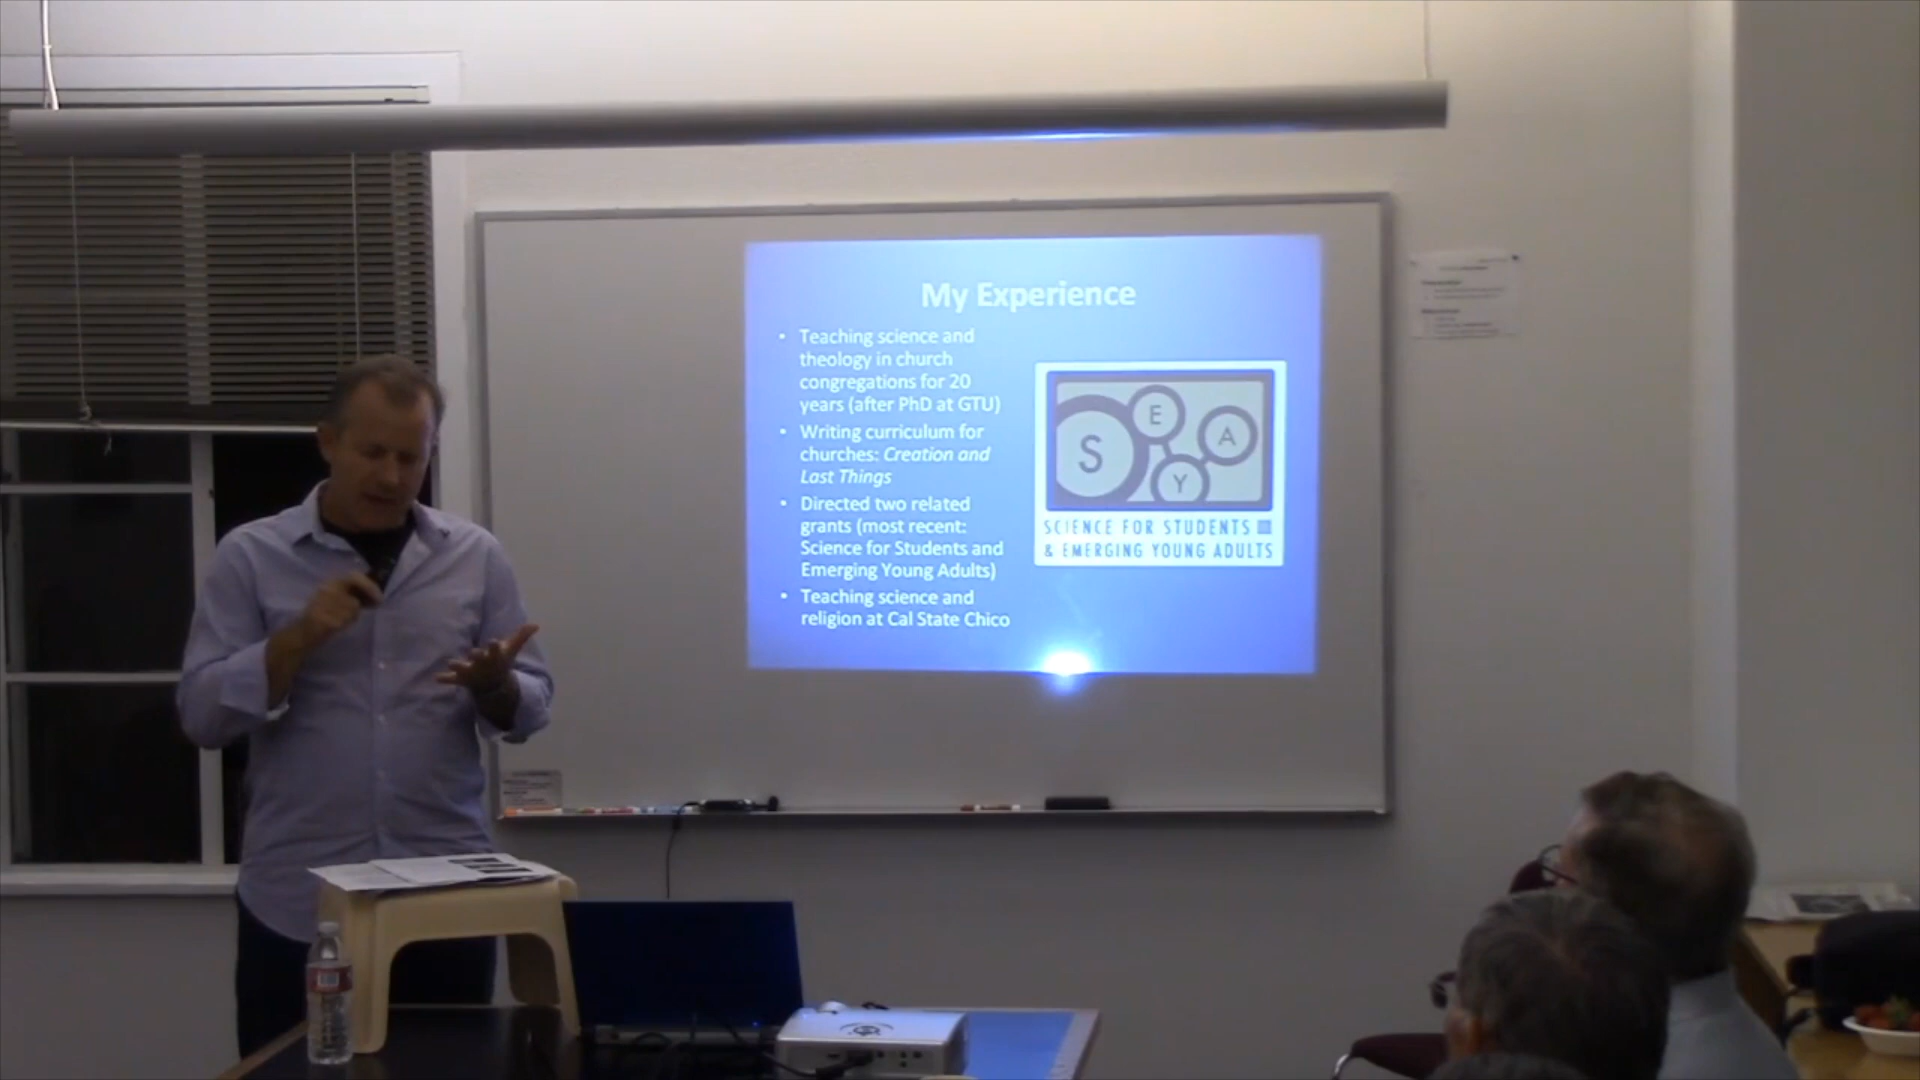 My Experience
• Teaching science and
theology in church
congregations for 20
years (after PhD at GTU)
• Writing curriculum for
churches: Creation and
Last Things
• Directed two related
grants (most recent:
Science for Students and
Emerging Young Adults)
• Teaching science and
religion at Cal State Chico
S E Y A
SCIENCE FOR STUDENTS
& EMERGING YOUNG ADULTS